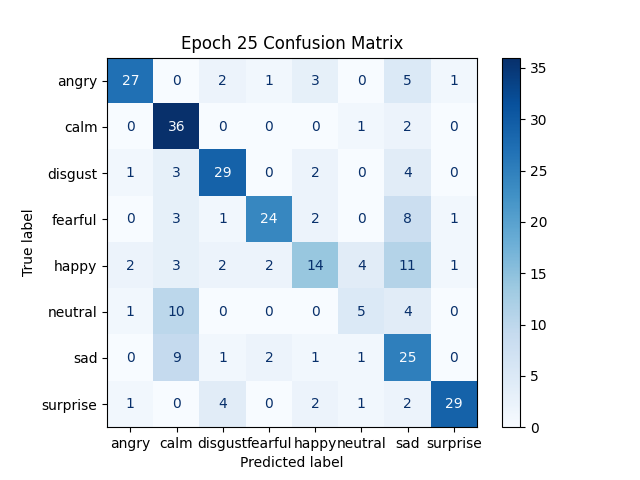 Epoch 25 Confusion Matrix
angry 27 0 2 1 3 0 5 1
calm 0 36 0 0 0 1 2 0
disgust 1 3 29 0 2 0 4 0
fearful 0 3 1 24 2 0 8 1
happy 2 3 2 2 14 4 11 1
neutral 1 10 0 0 0 5 4 0
sad 0 9 1 2 1 1 25 0
surprise 1 0 4 0 2 1 2 29
angry calm disgust fearful happy neutral sad surprise
Predicted label
True label
35
30
25
20
15
10
5
0